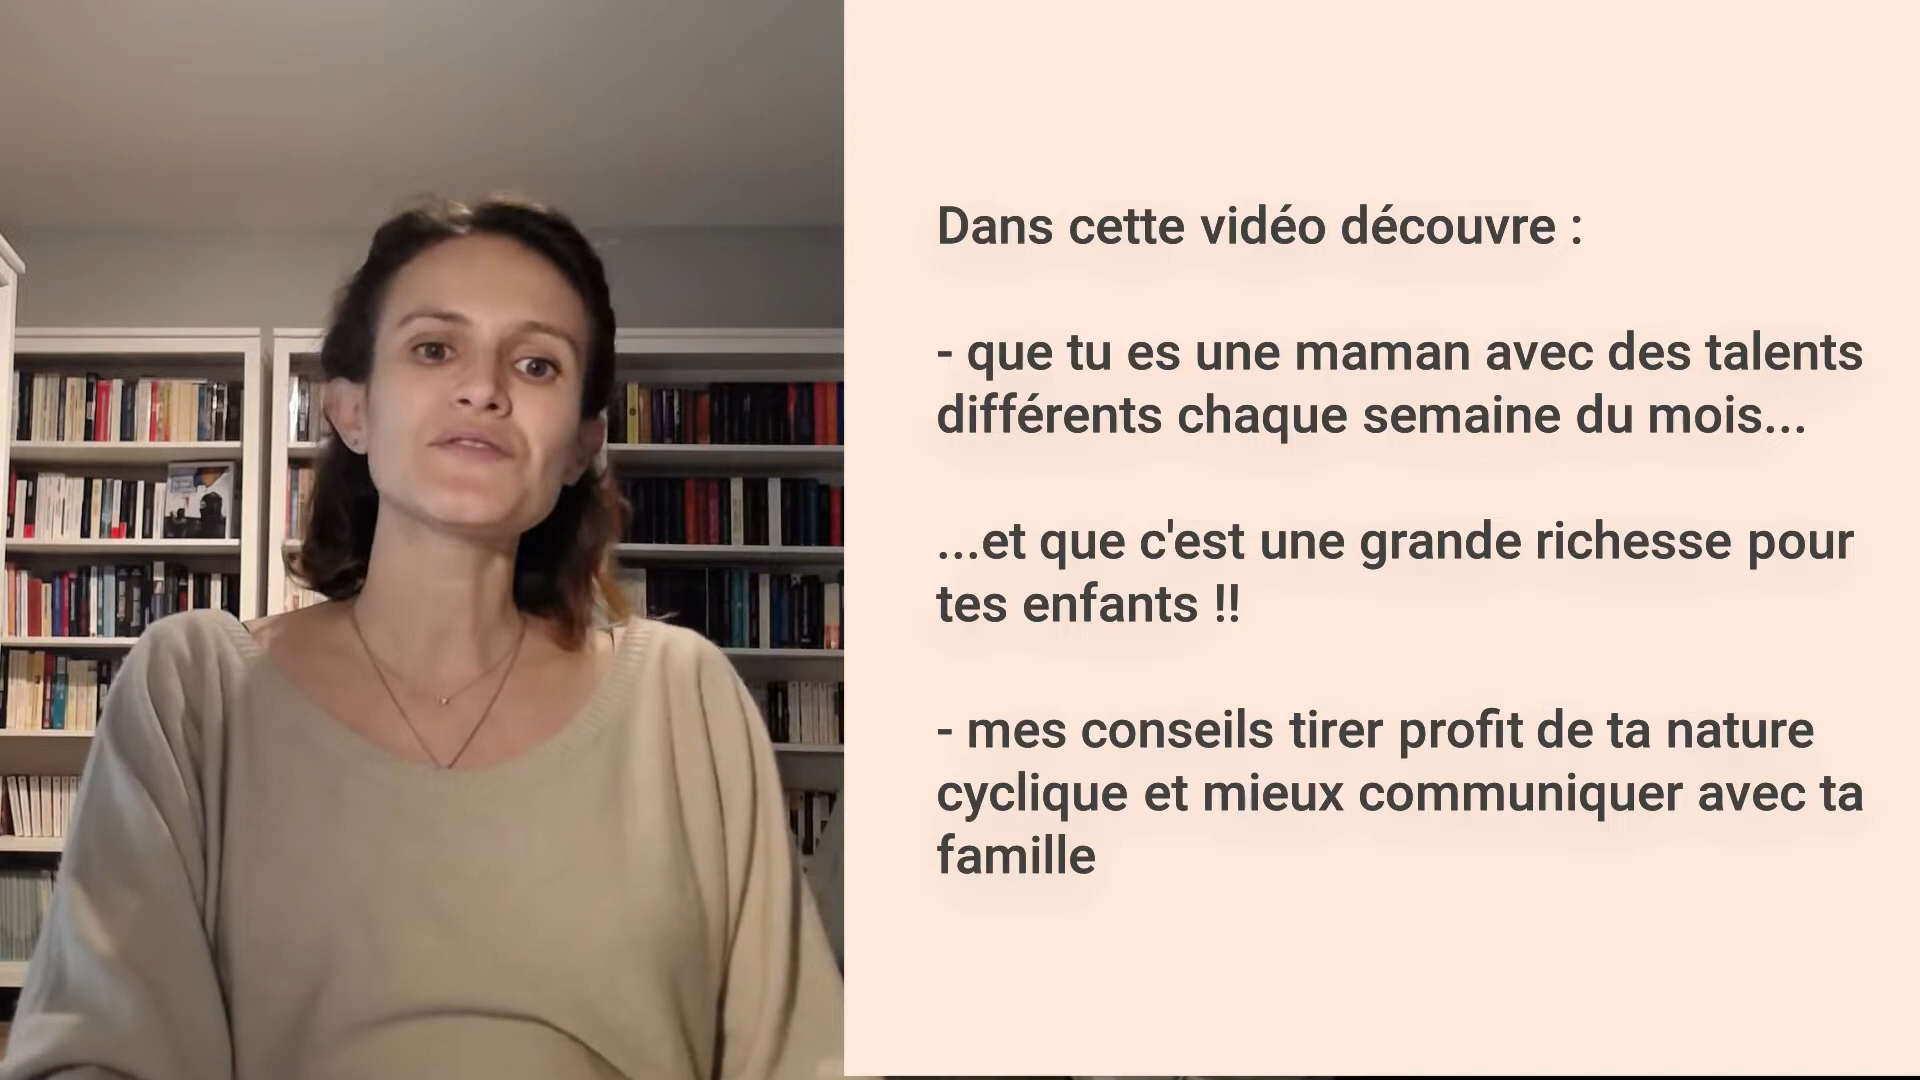 Dans cette vidéo découvre :
- que tu es une maman avec des talents
différents chaque semaine du mois...
...et que c'est une grande richesse pour
tes enfants !!
- mes conseils tirer profit de ta nature
cyclique et mieux communiquer avec ta
famille